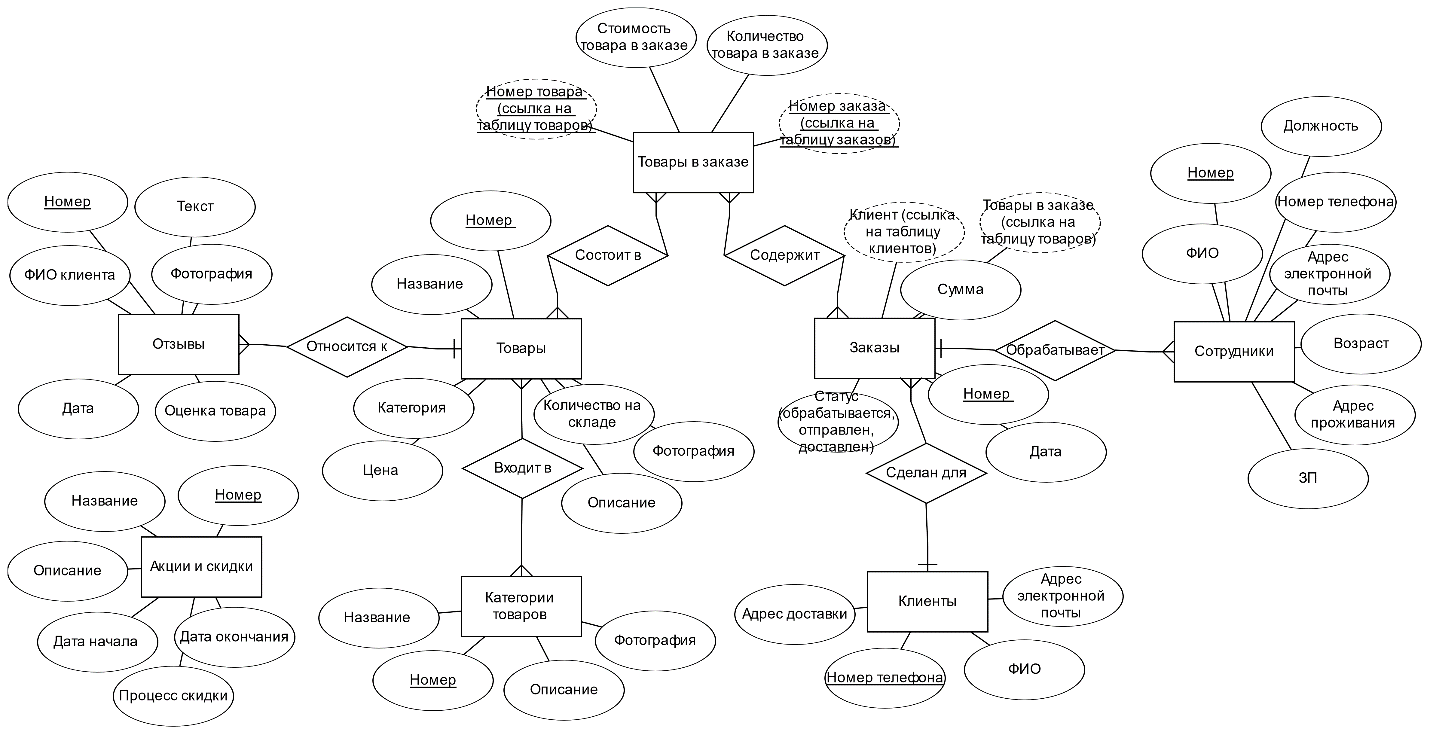 Стоимость
товара в заказе
Количество
товара в заказе
Номер товара
(ссылка на
таблицу товаров)
Номер заказа
(ссылка на
таблицу заказов)
Товары в заказе
Должность
Номер
Номер телефона
ФИО
Адрес
электронной
почты
Возраст
Сотрудники
Адрес
проживания
ЗП
Номер
Текст
ФИО клиента
Фотография
Отзывы
Дата
Оценка товара
Относится к
Номер
Название
Товары
Состоит в
Содержит
Клиент (ссылка
на таблицу
клиентов)
Товары в заказе
(ссылка на
таблицу товаров)
Сумма
Заказы
Обрабатывает
Статус
(обрабатывается,
отправлен,
доставлен)
Номер
Дата
Сделан для
Категория
Цена
Количество на
складе
Фотография
Описание
Входит в
Название
Номер
Описание
Акции и скидки
Дата начала
Дата окончания
Процесс скидки
Категории
товаров
Название
Номер
Описание
Фотография
Адрес доставки
Клиенты
Адрес
электронной
почты
Номер телефона
ФИО